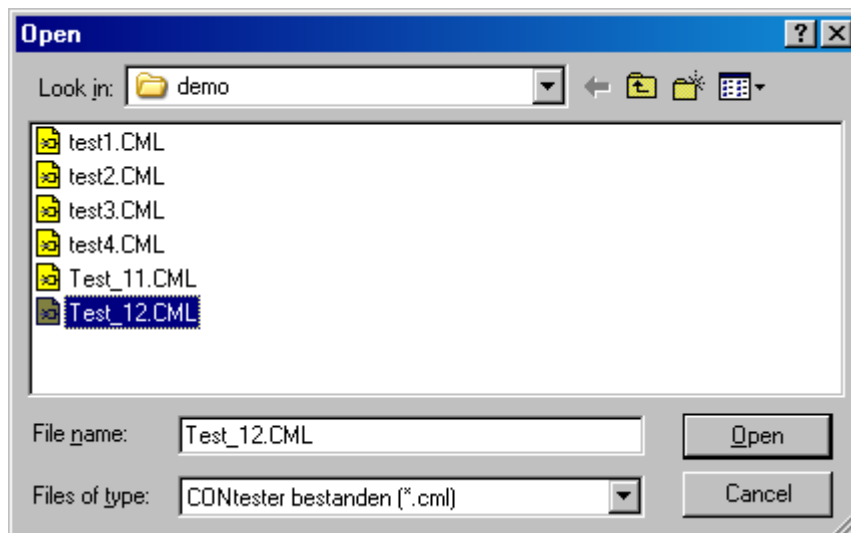 Open
Look in: demo
test1.CML
test2.CML
test3.CML
test4.CML
Test_11.CML
Test_12.CML
File name: Test_12.CML Open
Files of type: CONtester bestanden (*.cml) Cancel